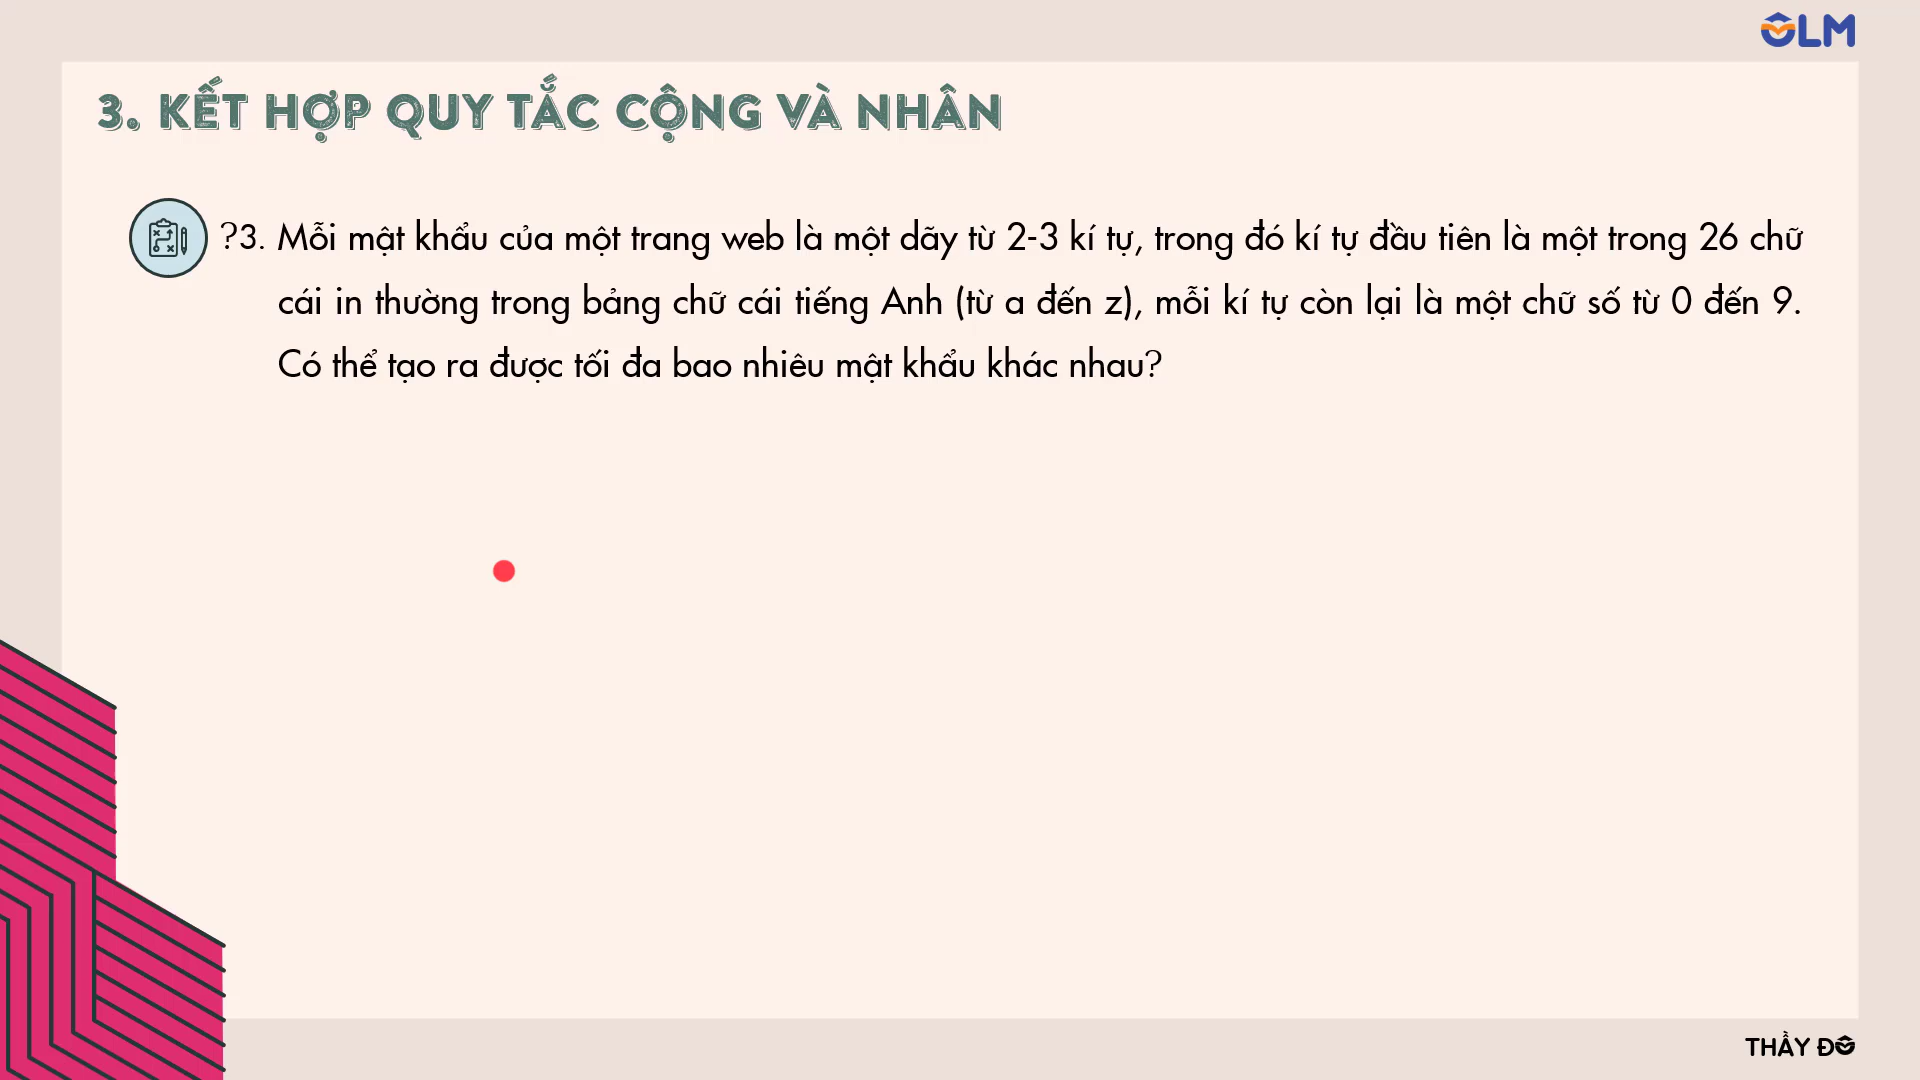 OLM
3. KẾT HỢP QUY TẮC CỘNG VÀ NHÂN
?3. Mỗi mật khẩu của một trang web là một dãy từ 2-3 kí tự, trong đó kí tự đầu tiên là một trong 26 chữ
cái in thường trong bảng chữ cái tiếng Anh (từ a đến z), mỗi kí tự còn lại là một chữ số từ 0 đến 9.
Có thể tạo ra được tối đa bao nhiêu mật khẩu khác nhau?
THẦY ĐÔ